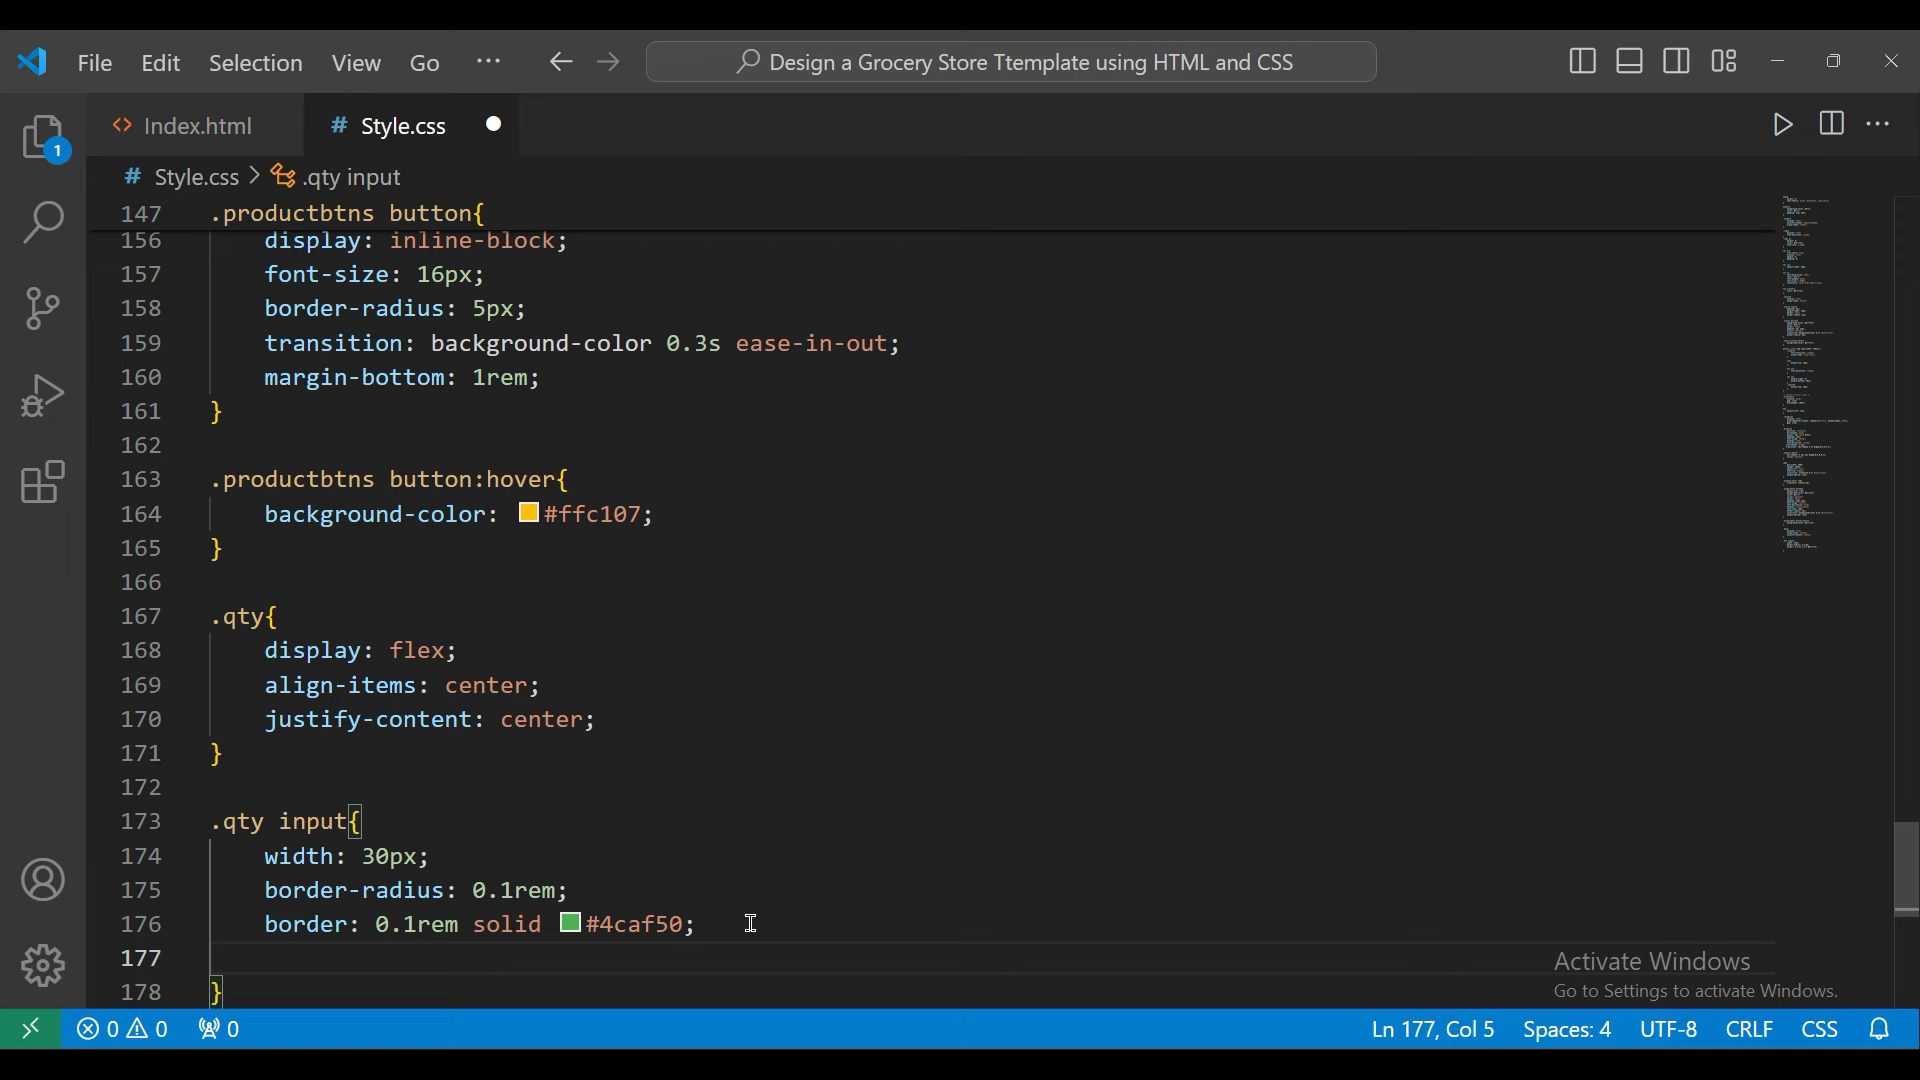 File Edit Selection View Go ··· Design a Grocery Store Ttemplate using HTML and CSS
<> Index.html # Style.css
1
# Style.css > .qty input
147 .productbtns button{
156 display: inline-block;
157 font-size: 16px;
158 border-radius: 5px;
159 transition: background-color 0.3s ease-in-out;
160 margin-bottom: 1rem;
161 }
162
163 .productbtns button:hover{
164 background-color: #ffc107;
165 }
166
167 .qty{
168 display: flex;
169 align-items: center;
170 justify-content: center;
171 }
172
173 .qty input{
174 width: 30px;
175 border-radius: 0.1rem;
176 border: 0.1rem solid #4caf50;
177
178 }
Activate Windows
Go to Settings to activate Windows.
0 0 0 Ln 177, Col 5 Spaces: 4 UTF-8 CRLF CSS